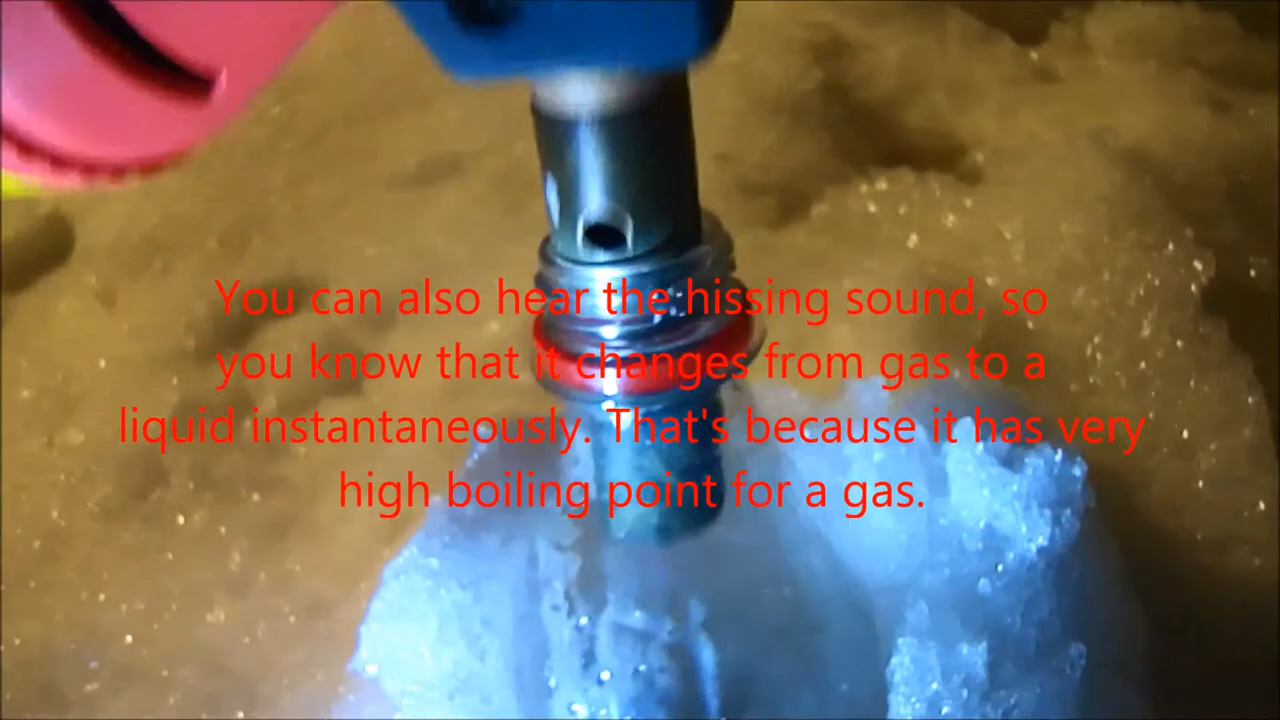 You can also hear the hissing sound, so
you know that it changes from gas to a
liquid instantaneously. That's because it has very
high boiling point for a gas.